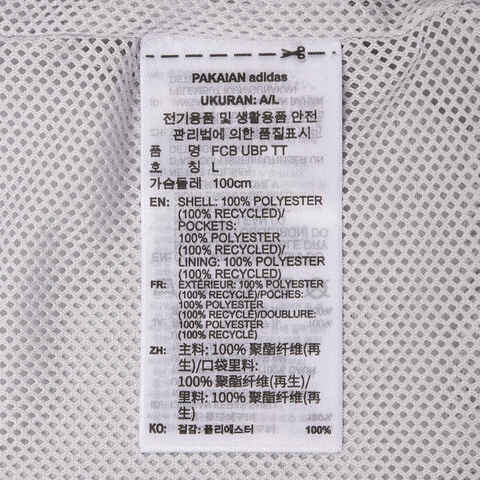 PAKAIAN adidas
UKURAN: A/L
전기용품 및 생활용품 안전
관리법에 의한 품질표시
품 명 FCB UBP TT
호 칭 L
가슴둘레 100cm
EN: SHELL: 100% POLYESTER
(100% RECYCLED)/
POCKETS:
100% POLYESTER
(100% RECYCLED)/
LINING: 100% POLYESTER
(100% RECYCLED)
FR: EXTÉRIEUR: 100% POLYESTER
(100% RECYCLÉ)/POCHES:
100% POLYESTER
(100% RECYCLÉ)/DOUBLURE:
100% POLYESTER
(100% RECYCLÉ)
ZH: 主料: 100% 聚酯纤维(再
生)/口袋里料:
100% 聚酯纤维(再生)/
里料: 100% 聚酯纤维(再
生)
KO: 겉감: 폴리에스터 100%